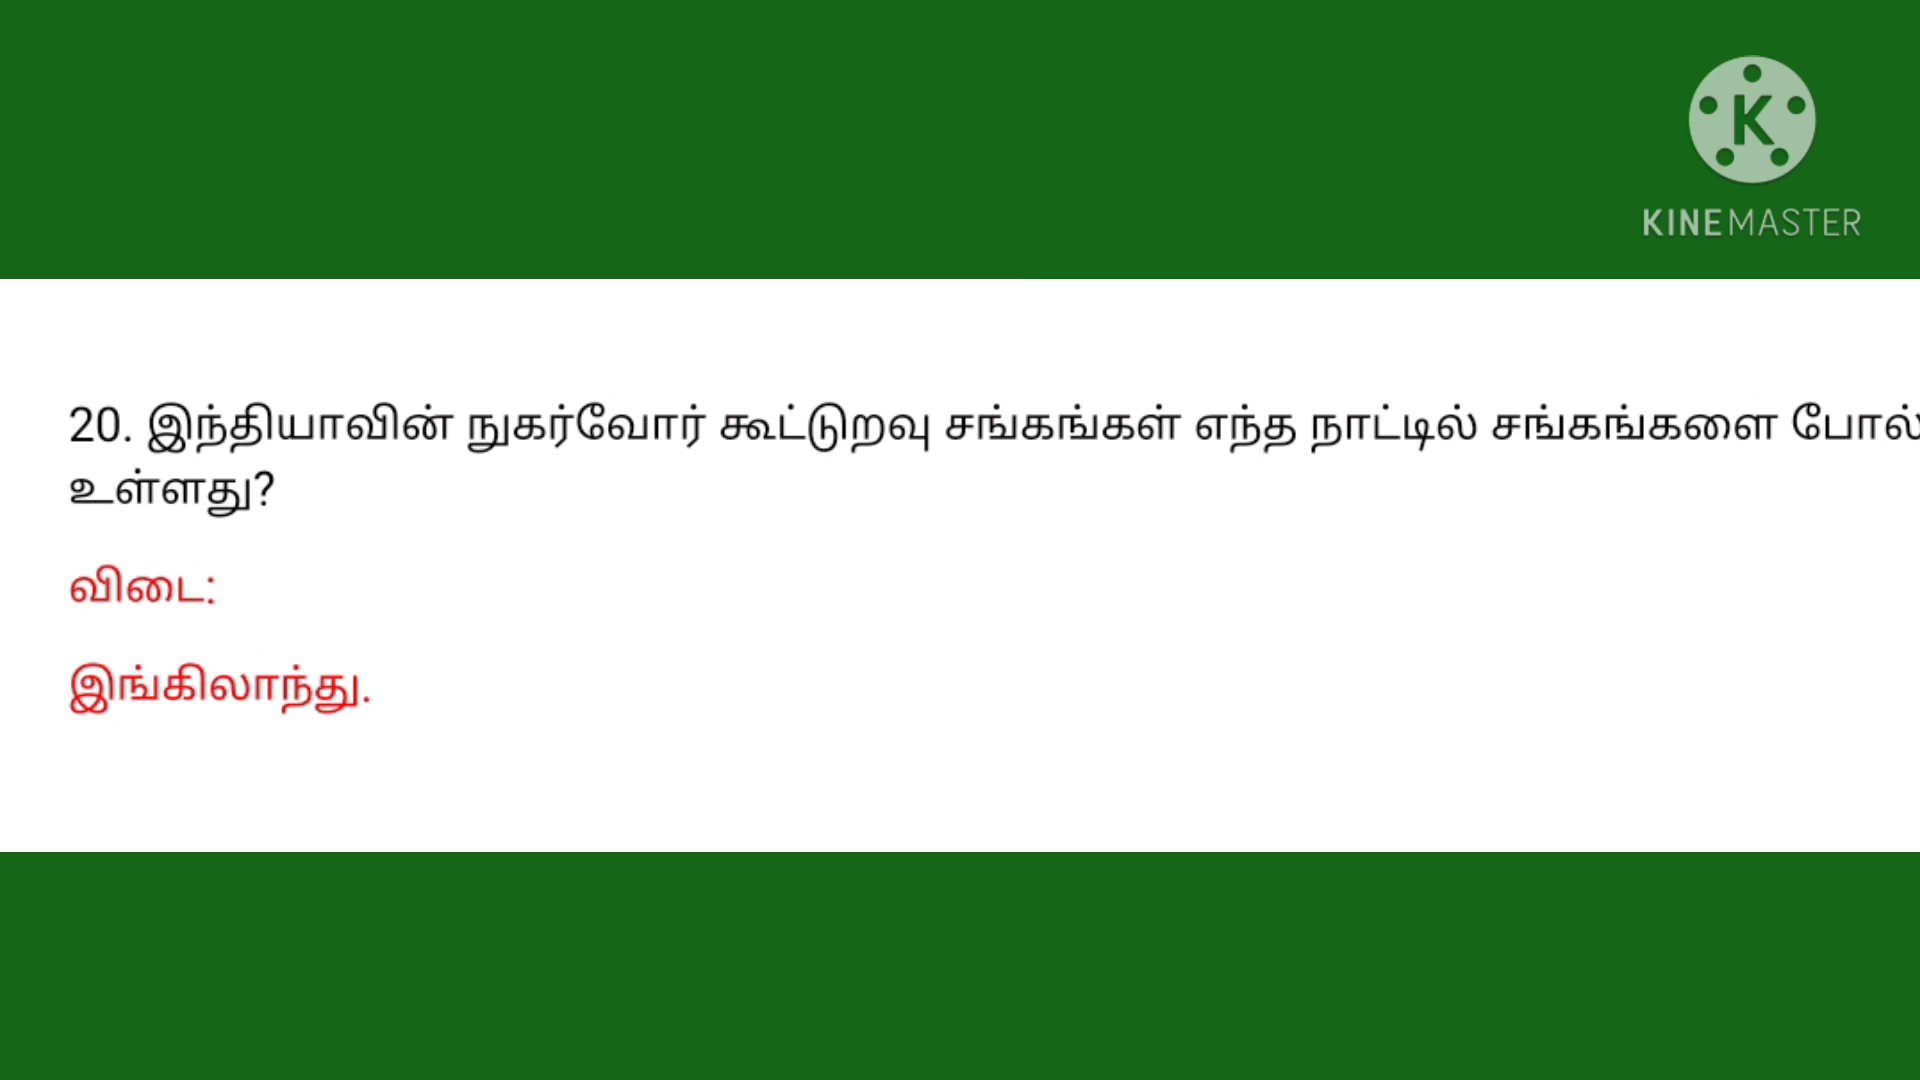 KINEMASTER
20. இந்தியாவின் நுகர்வோர் கூட்டுறவு சங்கங்கள் எந்த நாட்டில் சங்கங்களை போல்
உள்ளது?
விடை:
இங்கிலாந்து.